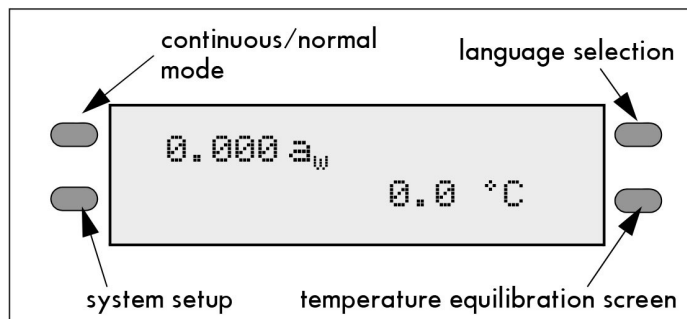 continuous/normal
mode
language selection
0.000 aw
0.0 °C
system setup
temperature equilibration screen